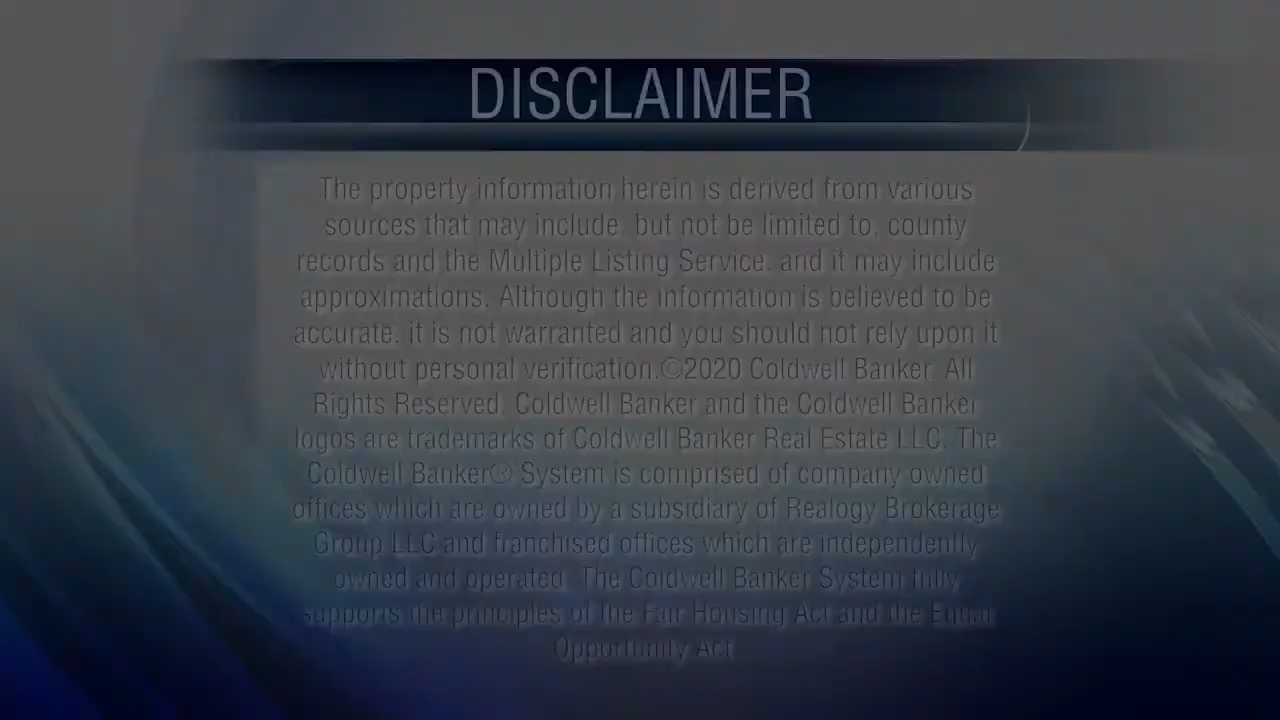 DISCLAIMER
The property information herein is derived from various
sources that may include, but not be limited to, county
records and the Multiple Listing Service, and it may include
approximations. Although the information is believed to be
accurate, it is not warranted and you should not rely upon it
without personal verification.©2020 Coldwell Banker. All
Rights Reserved. Coldwell Banker and the Coldwell Banker
logos are trademarks of Coldwell Banker Real Estate LLC. The
Coldwell Banker® System is comprised of company owned
offices which are owned by a subsidiary of Realogy Brokerage
Group LLC and franchised offices which are independently
owned and operated. The Coldwell Banker System fully
supports the principles of the Fair Housing Act and the Equal
Opportunity Act